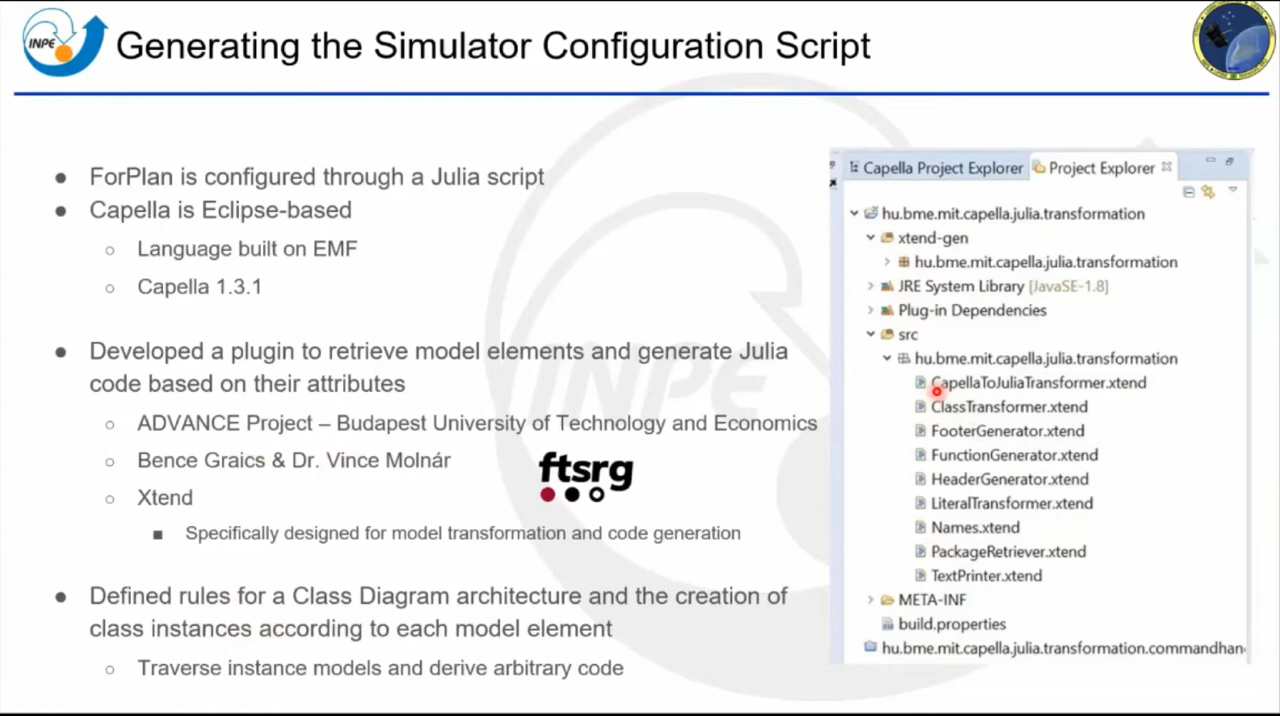 INPE
Generating the Simulator Configuration Script
● ForPlan is configured through a Julia script
● Capella is Eclipse-based
○ Language built on EMF
○ Capella 1.3.1
● Developed a plugin to retrieve model elements and generate Julia
code based on their attributes
○ ADVANCE Project – Budapest University of Technology and Economics
○ Bence Graics & Dr. Vince Molnár
ftsrg
○ Xtend
■ Specifically designed for model transformation and code generation
● Defined rules for a Class Diagram architecture and the creation of
class instances according to each model element
○ Traverse instance models and derive arbitrary code
INPE
Capella Project Explorer Project Explorer
hu.bme.mit.capella.julia.transformation
xtend-gen
hu.bme.mit.capella.julia.transformation
JRE System Library [JavaSE-1.8]
Plug-in Dependencies
src
hu.bme.mit.capella.julia.transformation
CapellaToJuliaTransformer.xtend
ClassTransformer.xtend
FooterGenerator.xtend
FunctionGenerator.xtend
HeaderGenerator.xtend
LiteralTransformer.xtend
Names.xtend
PackageRetriever.xtend
TextPrinter.xtend
META-INF
build.properties
hu.bme.mit.capella.julia.transformation.commandhan